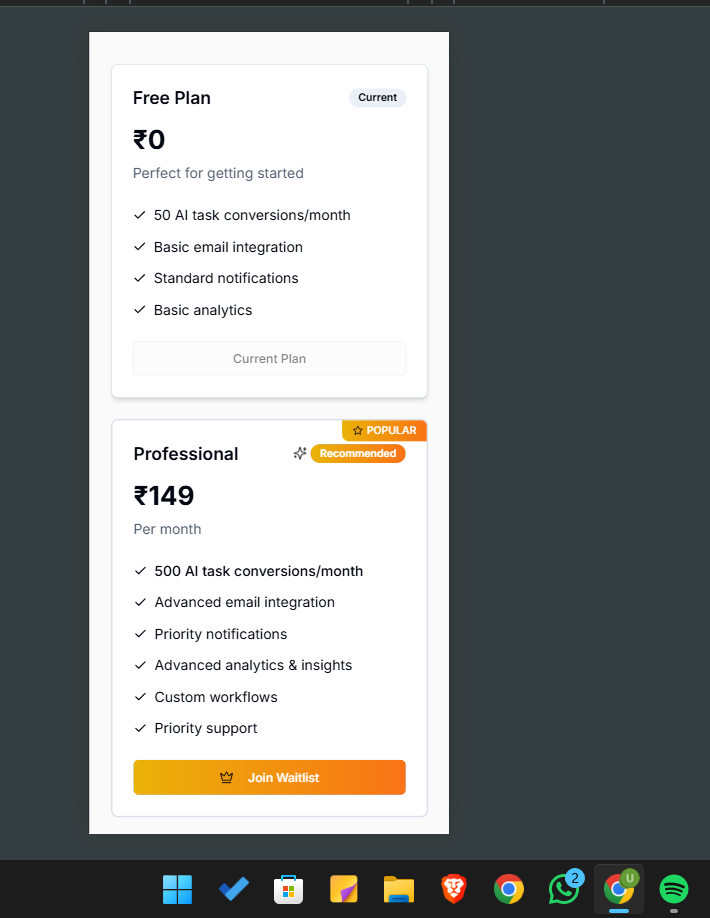 Free Plan
Current
₹0
Perfect for getting started
50 AI task conversions/month
Basic email integration
Standard notifications
Basic analytics
Current Plan
POPULAR
Professional
Recommended
₹149
Per month
500 AI task conversions/month
Advanced email integration
Priority notifications
Advanced analytics & insights
Custom workflows
Priority support
Join Waitlist
2
U